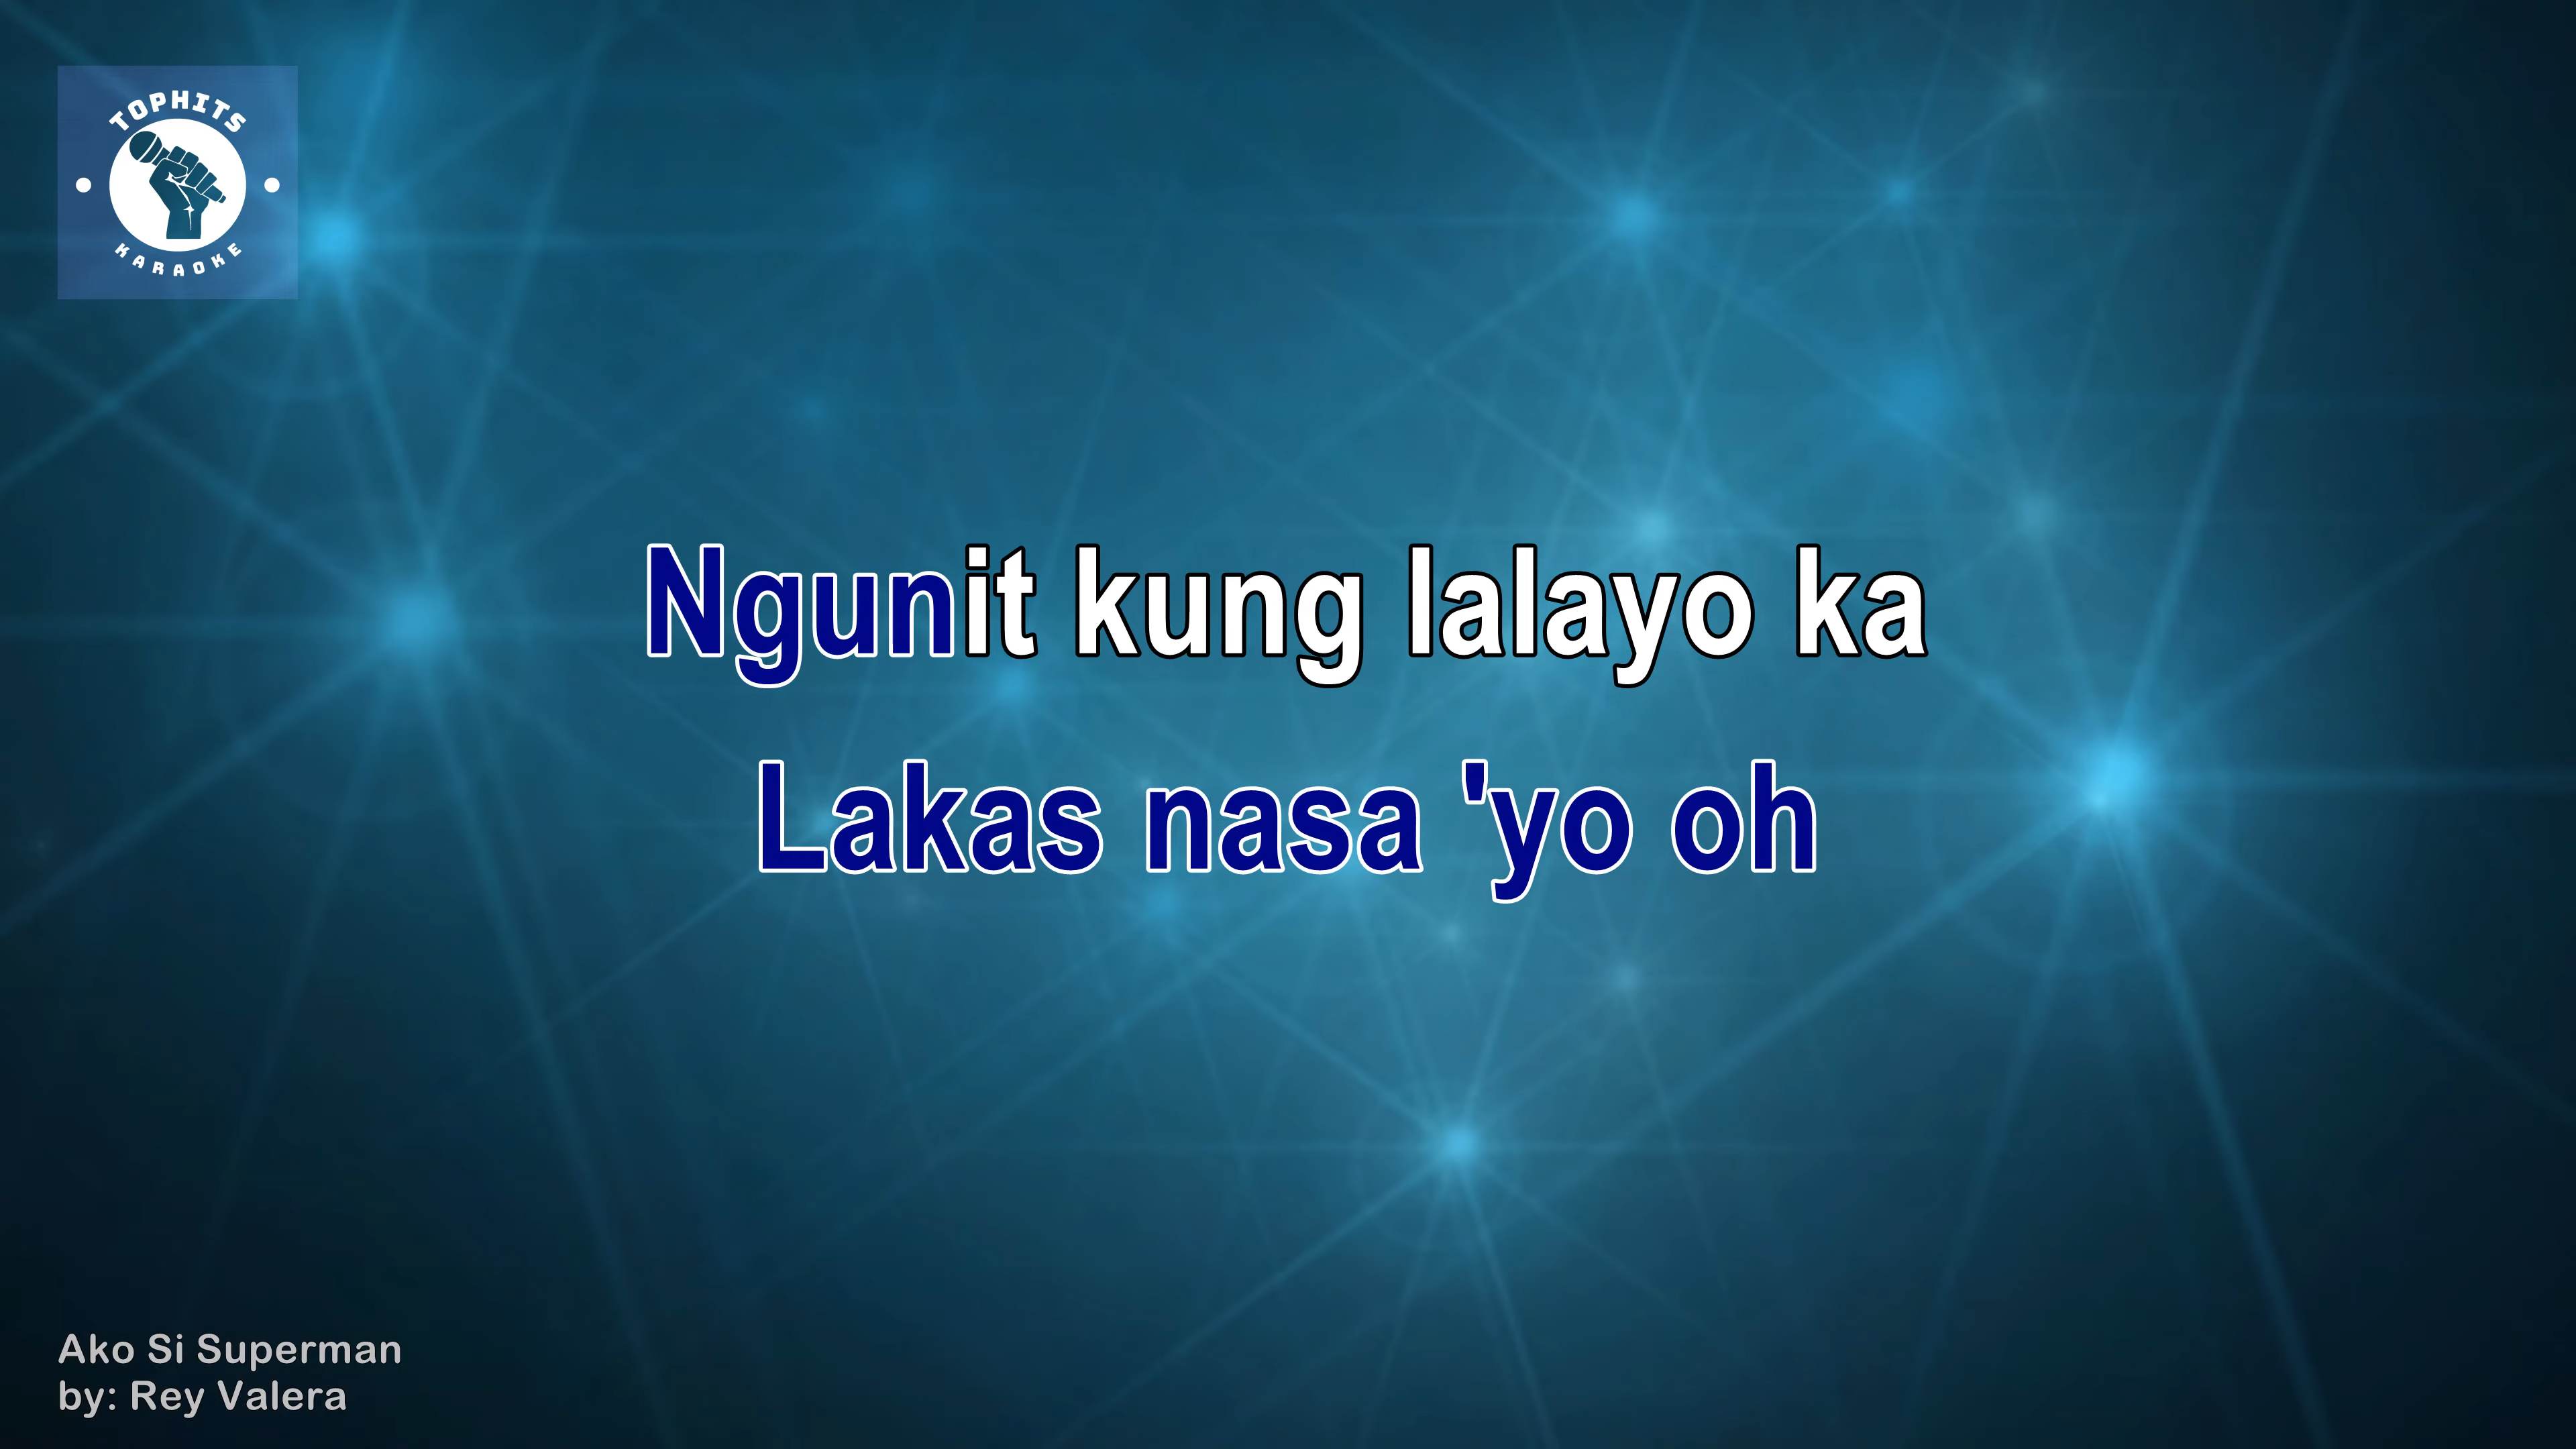 TOPHITS
KARAOKE
Ngunit kung lalayo ka
Lakas nasa 'yo oh
Ako Si Superman
by: Rey Valera